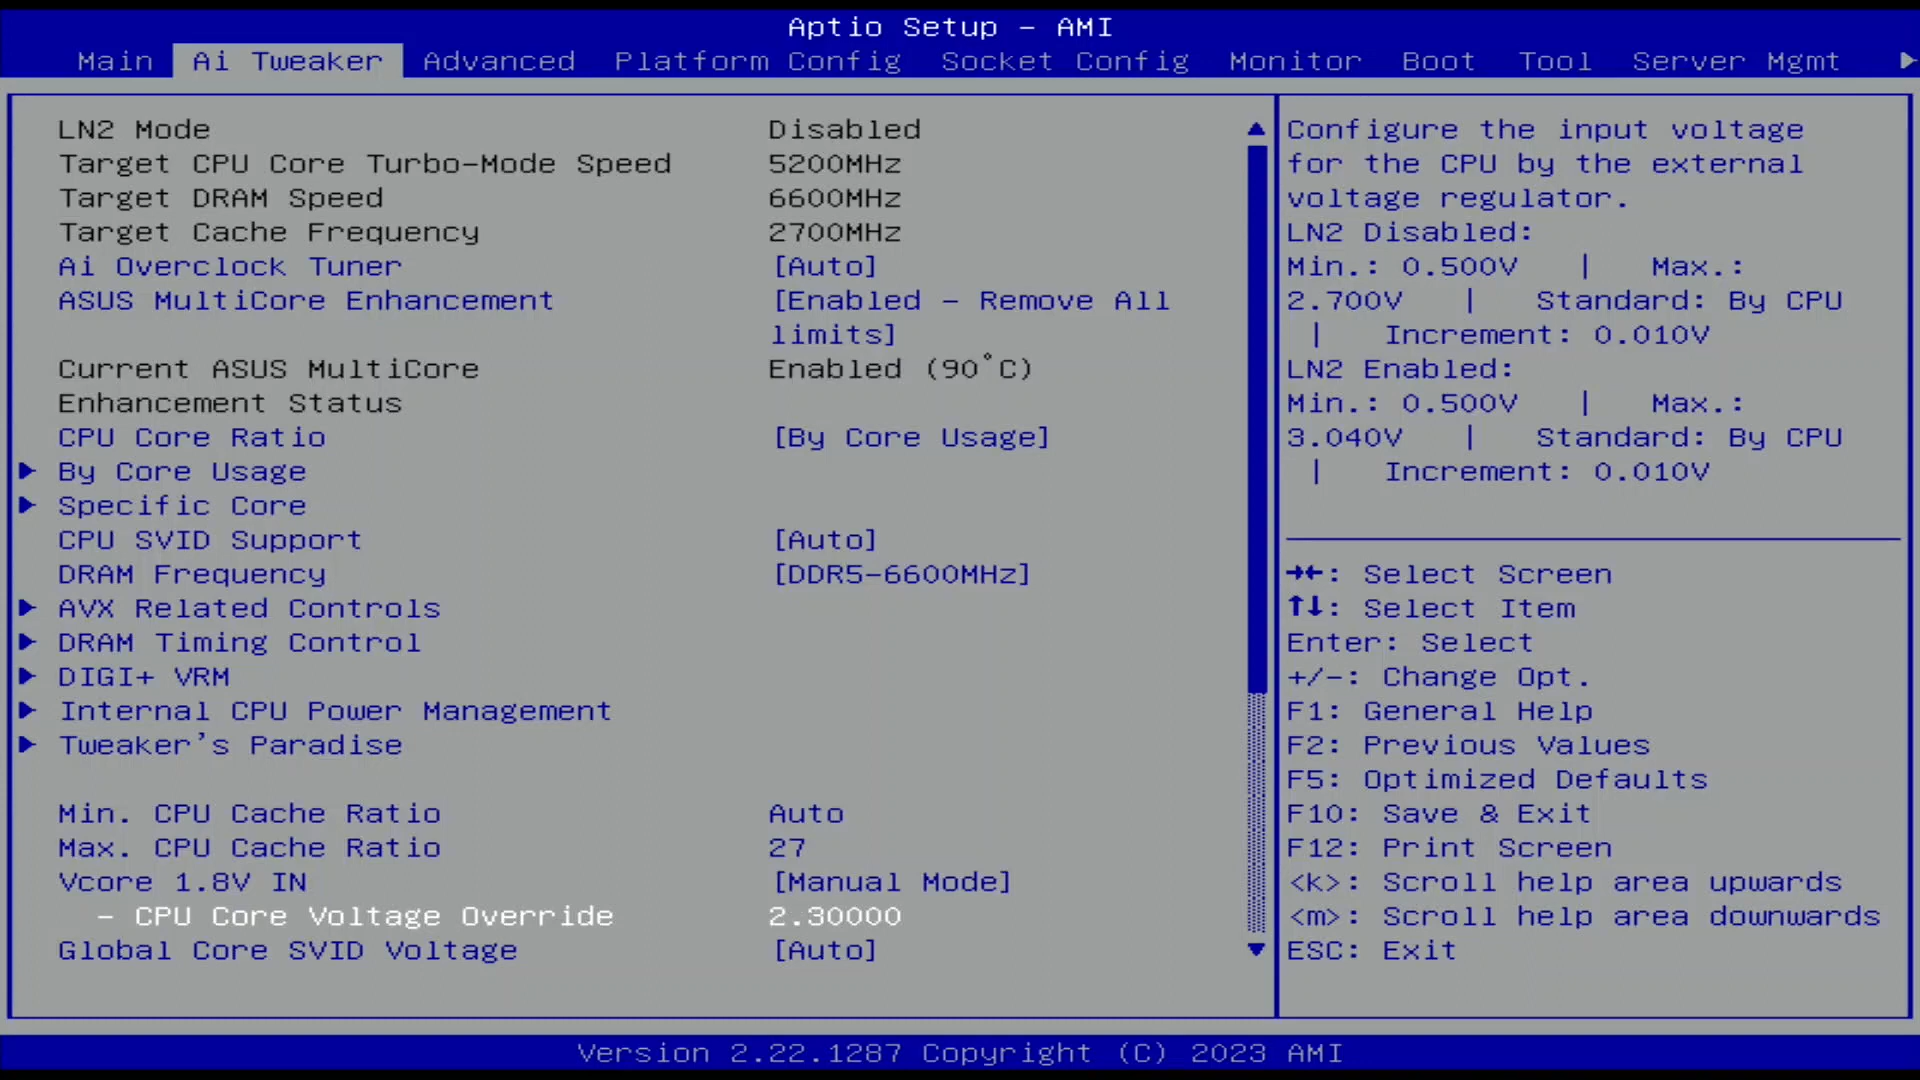 Aptio Setup – AMI
Main Ai Tweaker Advanced Platform Config Socket Config Monitor Boot Tool Server Mgmt ▶
LN2 Mode Disabled
Target CPU Core Turbo-Mode Speed 5200MHz
Target DRAM Speed 6600MHz
Target Cache Frequency 2700MHz
Ai Overclock Tuner [Auto]
ASUS MultiCore Enhancement [Enabled – Remove All
limits]
Current ASUS MultiCore Enabled (90°C)
Enhancement Status
CPU Core Ratio [By Core Usage]
▶ By Core Usage
▶ Specific Core
CPU SVID Support [Auto]
DRAM Frequency [DDR5-6600MHz]
▶ AVX Related Controls
▶ DRAM Timing Control
▶ DIGI+ VRM
▶ Internal CPU Power Management
▶ Tweaker's Paradise
Min. CPU Cache Ratio Auto
Max. CPU Cache Ratio 27
Vcore 1.8V IN [Manual Mode]
– CPU Core Voltage Override 2.30000
Global Core SVID Voltage [Auto]
Configure the input voltage
for the CPU by the external
voltage regulator.
LN2 Disabled:
Min.: 0.500V | Max.:
2.700V | Standard: By CPU
| Increment: 0.010V
LN2 Enabled:
Min.: 0.500V | Max.:
3.040V | Standard: By CPU
| Increment: 0.010V
→←: Select Screen
↑↓: Select Item
Enter: Select
+/-: Change Opt.
F1: General Help
F2: Previous Values
F5: Optimized Defaults
F10: Save & Exit
F12: Print Screen
<k>: Scroll help area upwards
<m>: Scroll help area downwards
ESC: Exit
Version 2.22.1287 Copyright (C) 2023 AMI